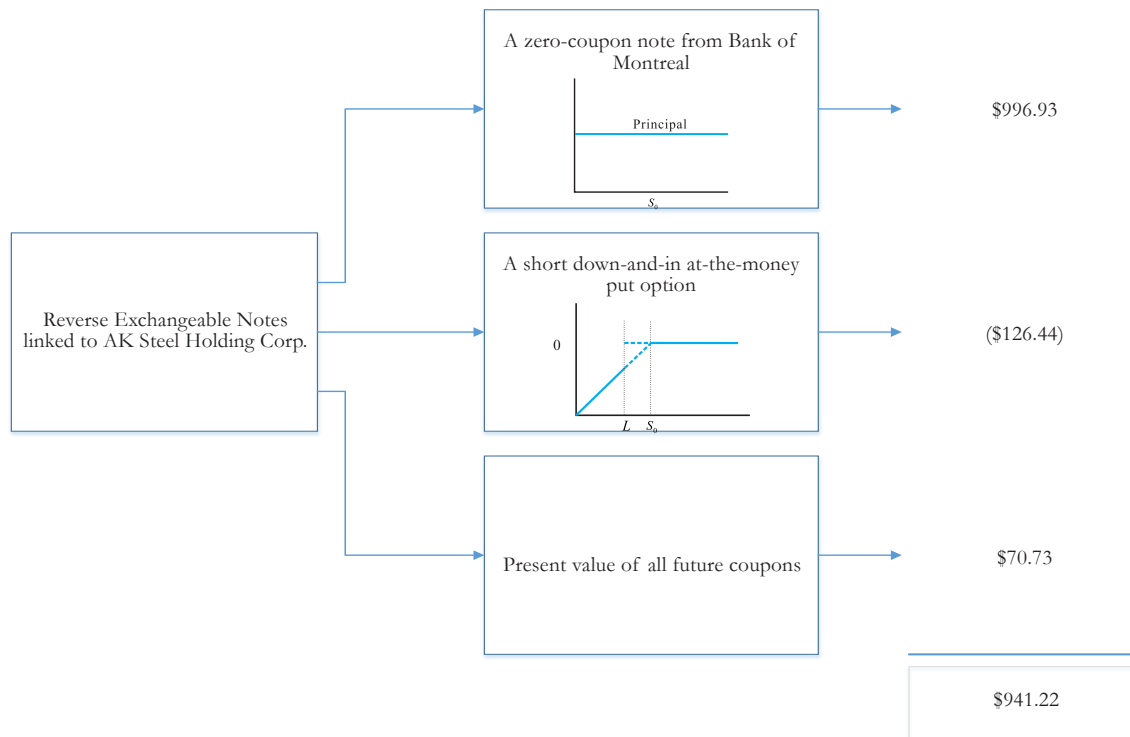 A zero-coupon note from Bank of
Montreal
Principal
S₀
$996.93
Reverse Exchangeable Notes
linked to AK Steel Holding Corp.
A short down-and-in at-the-money
put option
0
L S₀
($126.44)
Present value of all future coupons
$70.73
$941.22